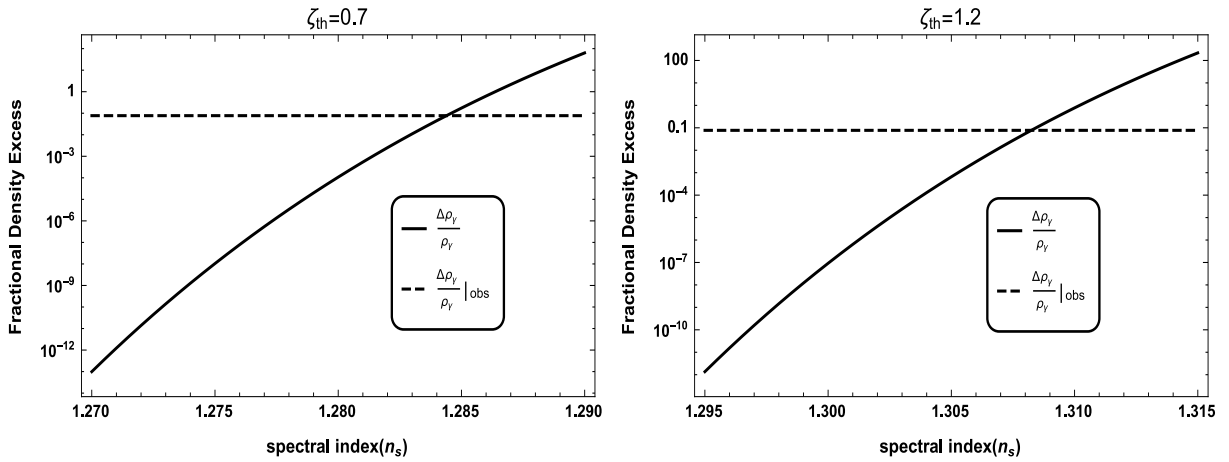 ζth=0.7
Fractional Density Excess
1
10−3
10−6
10−9
10−12
1.270 1.275 1.280 1.285 1.290
spectral index(ns)
Δργ
ργ
Δργ
ργ |obs
ζth=1.2
Fractional Density Excess
100
0.1
10−4
10−7
10−10
1.295 1.300 1.305 1.310 1.315
spectral index(ns)
Δργ
ργ
Δργ
ργ |obs